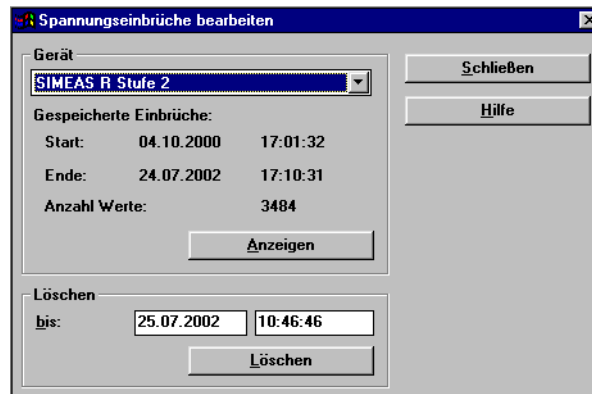 Spannungseinbrüche bearbeiten
Gerät
SIMEAS R Stufe 2
Schließen
Gespeicherte Einbrüche:
Hilfe
Start: 04.10.2000 17:01:32
Ende: 24.07.2002 17:10:31
Anzahl Werte: 3484
Anzeigen
Löschen
bis: 25.07.2002 10:46:46
Löschen